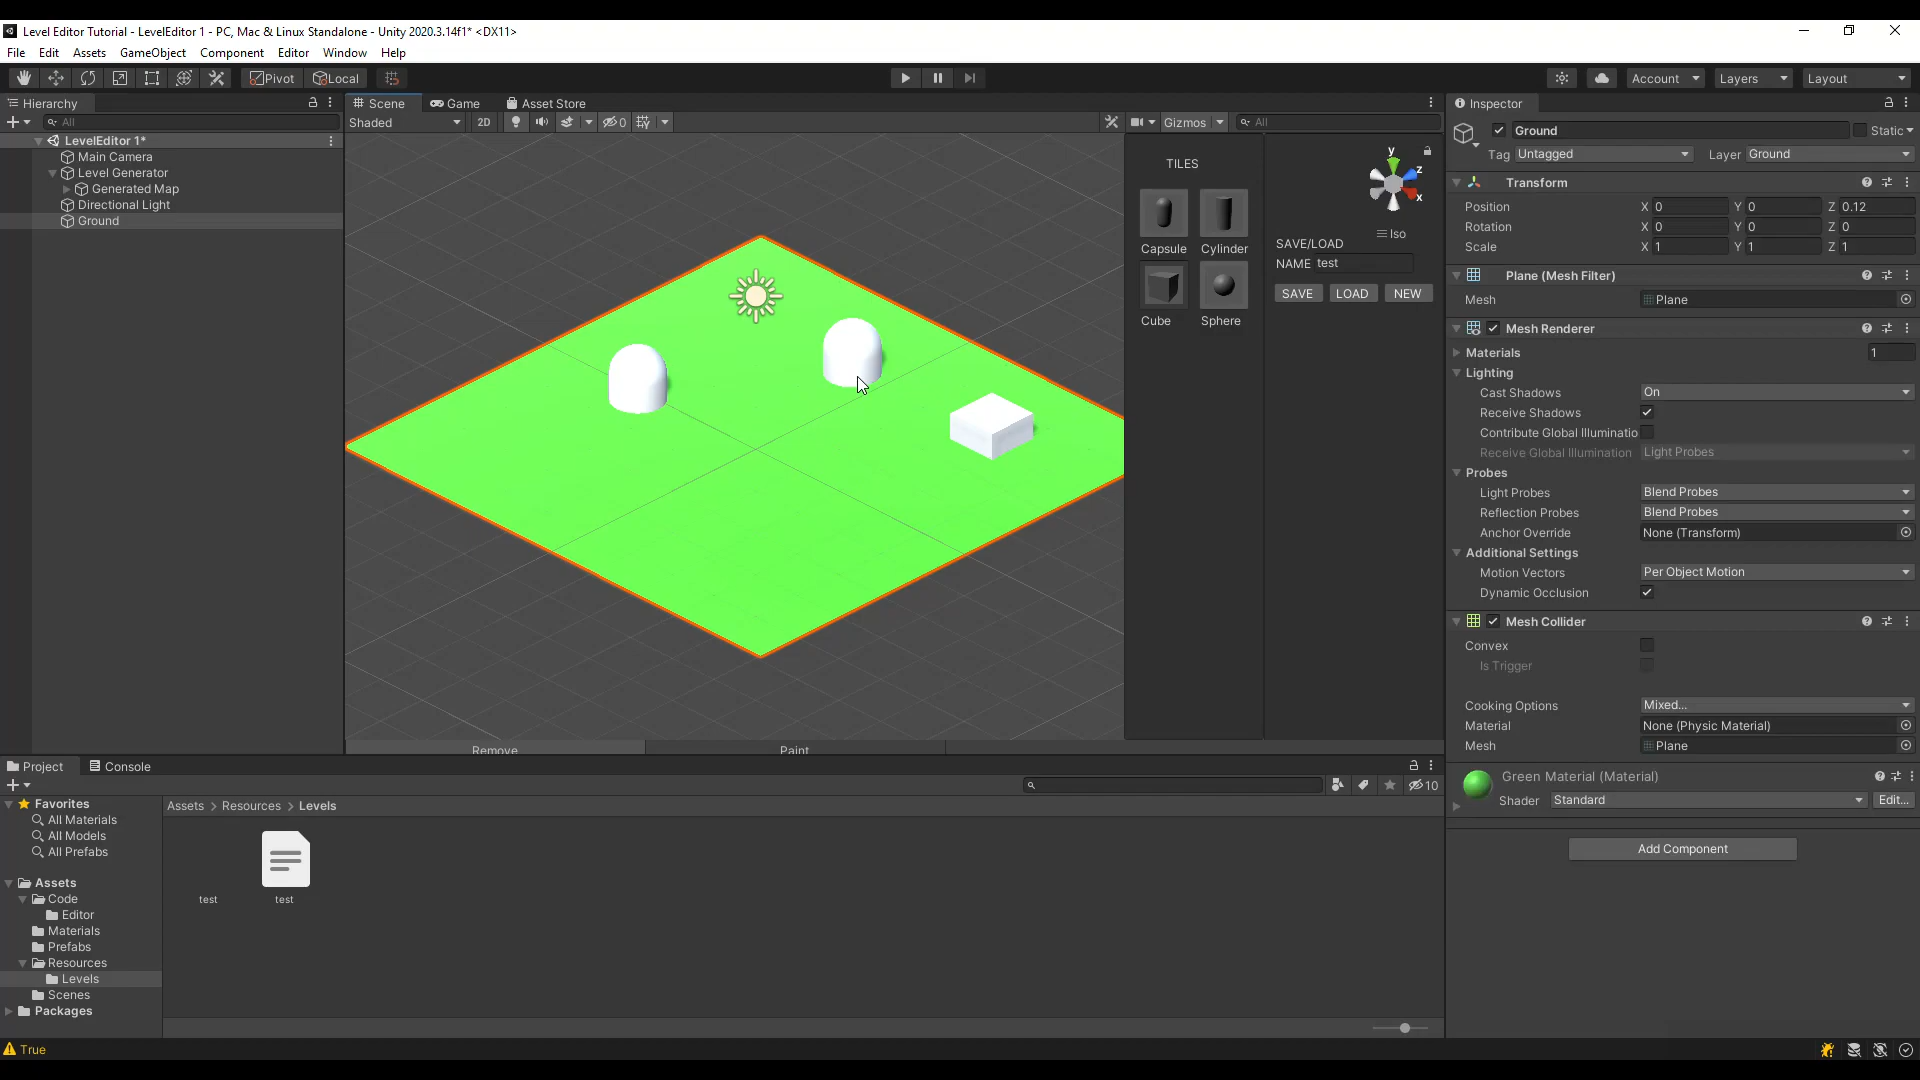 Level Editor Tutorial - LevelEditor 1 - PC, Mac & Linux Standalone - Unity 2020.3.14f1* <DX11>
File Edit Assets GameObject Component Editor Window Help
Pivot Local Account Layers Layout
Hierarchy
All
LevelEditor 1*
Main Camera
Level Generator
Generated Map
Directional Light
Ground
Scene Game Asset Store
Shaded 2D 0 Gizmos All
TILES
Capsule Cylinder
Cube Sphere
y
z
x
Iso
SAVE/LOAD
NAME test
SAVE LOAD NEW
Remove Paint
Inspector
Ground Static
Tag Untagged Layer Ground
Transform
Position X 0 Y 0 Z 0.12
Rotation X 0 Y 0 Z 0
Scale X 1 Y 1 Z 1
Plane (Mesh Filter)
Mesh Plane
Mesh Renderer
Materials 1
Lighting
Cast Shadows On
Receive Shadows
Contribute Global Illuminatio
Receive Global Illumination Light Probes
Probes
Light Probes Blend Probes
Reflection Probes Blend Probes
Anchor Override None (Transform)
Additional Settings
Motion Vectors Per Object Motion
Dynamic Occlusion
Mesh Collider
Convex
Is Trigger
Cooking Options Mixed...
Material None (Physic Material)
Mesh Plane
Green Material (Material)
Shader Standard Edit...
Add Component
Project Console
10
Favorites
All Materials
All Models
All Prefabs
Assets
Code
Editor
Materials
Prefabs
Resources
Levels
Scenes
Packages
Assets > Resources > Levels
test test
True